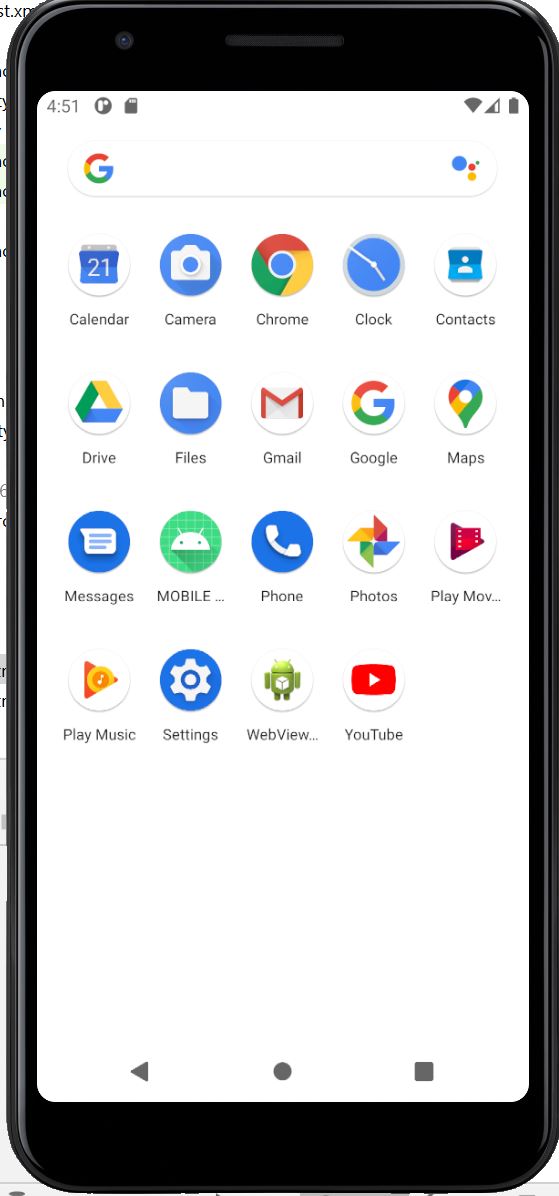 st.xm
4:51
21
Calendar Camera Chrome Clock Contacts
Drive Files Gmail Google Maps
Messages MOBILE ... Phone Photos Play Mov...
Play Music Settings WebView... YouTube